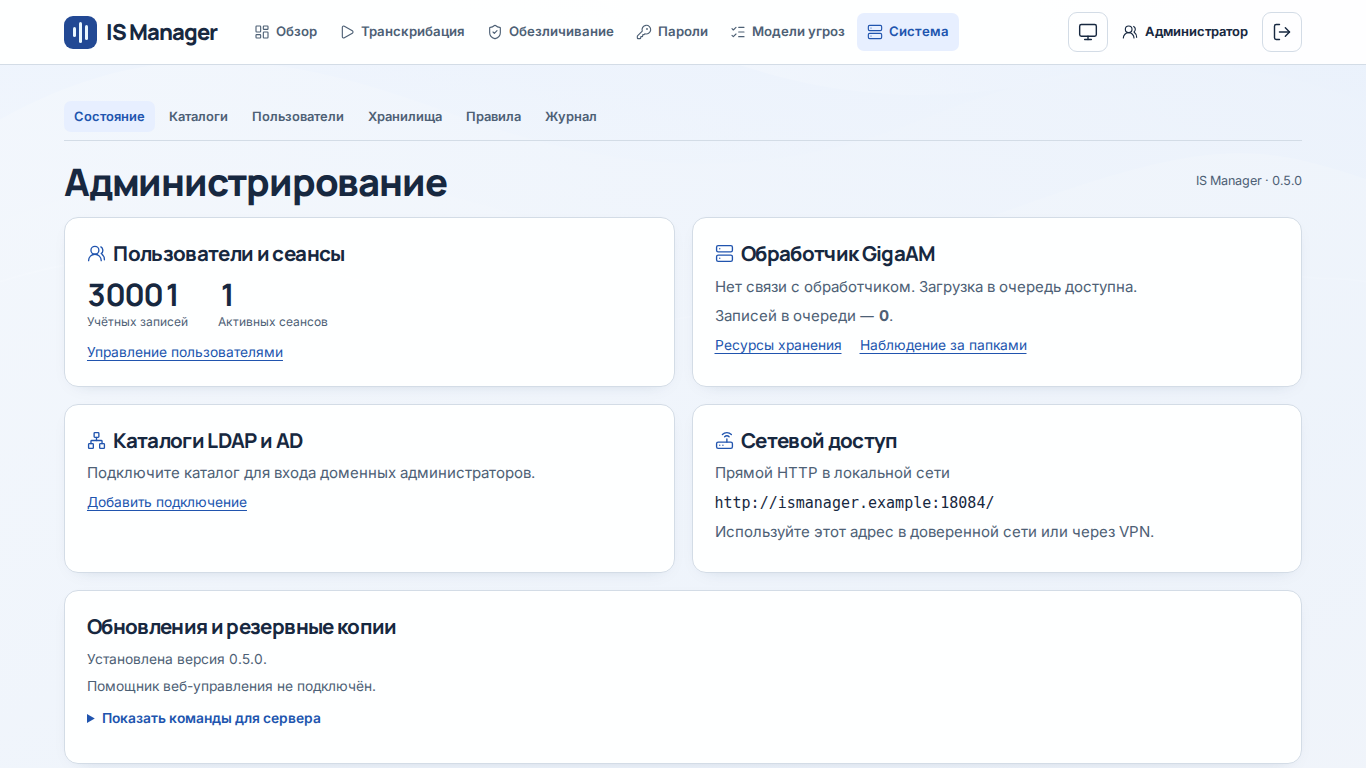 IS Manager
Обзор
Транскрибация
Обезличивание
Пароли
Модели угроз
Система
Администратор
Состояние
Каталоги
Пользователи
Хранилища
Правила
Журнал
Администрирование
IS Manager · 0.5.0
Пользователи и сеансы
30001 1
Учётных записей Активных сеансов
Управление пользователями
Обработчик GigaAM
Нет связи с обработчиком. Загрузка в очередь доступна.
Записей в очереди — 0.
Ресурсы хранения Наблюдение за папками
Каталоги LDAP и AD
Подключите каталог для входа доменных администраторов.
Добавить подключение
Сетевой доступ
Прямой HTTP в локальной сети
http://ismanager.example:18084/
Используйте этот адрес в доверенной сети или через VPN.
Обновления и резервные копии
Установлена версия 0.5.0.
Помощник веб-управления не подключён.
Показать команды для сервера